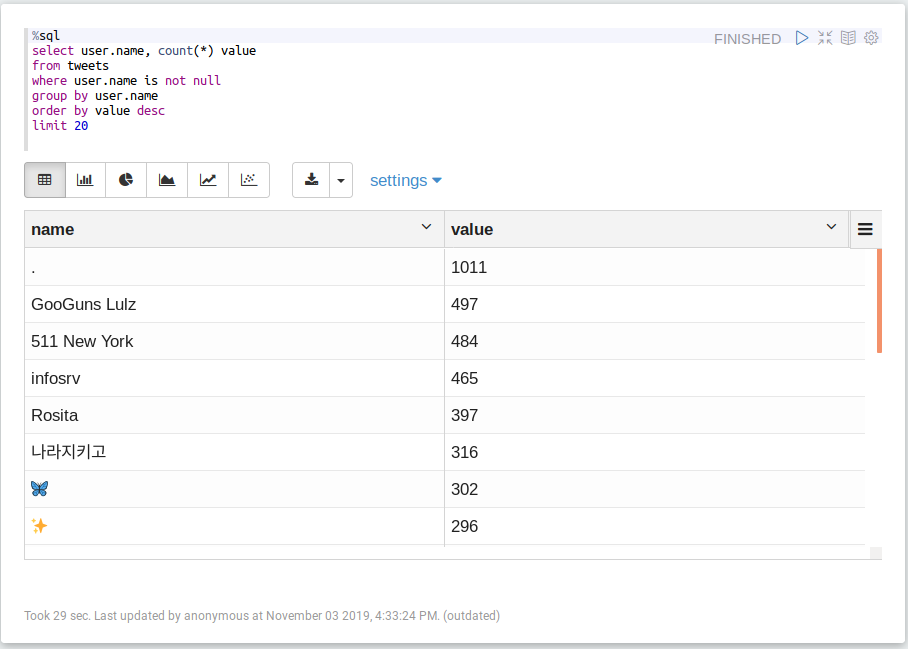 %sql
select user.name, count(*) value
from tweets
where user.name is not null
group by user.name
order by value desc
limit 20
FINISHED
settings
name value
. 1011
GooGuns Lulz 497
511 New York 484
infosrv 465
Rosita 397
나라지키고 316
🦋 302
✨ 296
Took 29 sec. Last updated by anonymous at November 03 2019, 4:33:24 PM. (outdated)